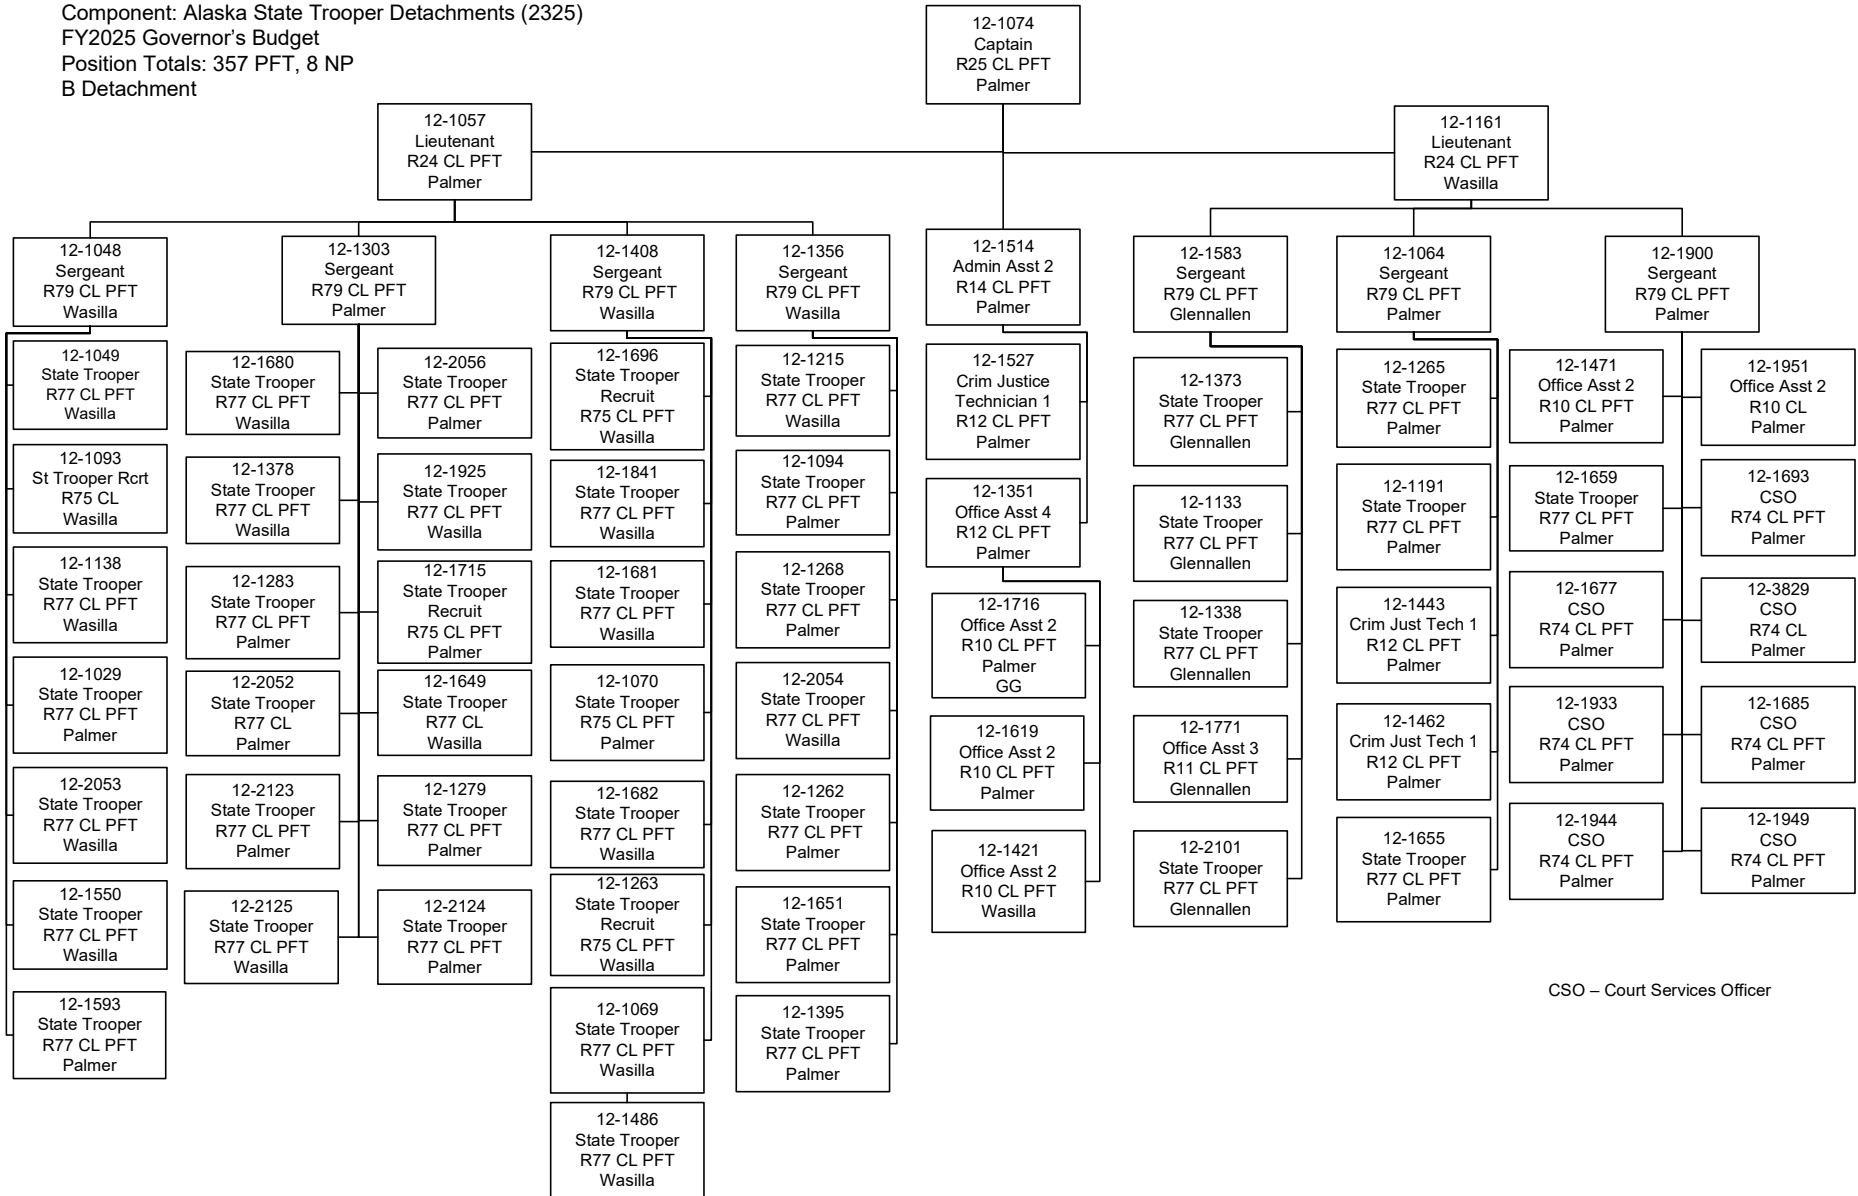 Component: Alaska State Trooper Detachments (2325)
FY2025 Governor’s Budget
Position Totals: 357 PFT, 8 NP
B Detachment
12-1074
Captain
R25 CL PFT
Palmer
12-1057
Lieutenant
R24 CL PFT
Palmer
12-1161
Lieutenant
R24 CL PFT
Wasilla
12-1048
Sergeant
R79 CL PFT
Wasilla
12-1049
State Trooper
R77 CL PFT
Wasilla
12-1093
St Trooper Rcrt
R75 CL
Wasilla
12-1138
State Trooper
R77 CL PFT
Wasilla
12-1029
State Trooper
R77 CL PFT
Palmer
12-2053
State Trooper
R77 CL PFT
Wasilla
12-1550
State Trooper
R77 CL PFT
Wasilla
12-1593
State Trooper
R77 CL PFT
Palmer
12-1303
Sergeant
R79 CL PFT
Palmer
12-1680
State Trooper
R77 CL PFT
Wasilla
12-1378
State Trooper
R77 CL PFT
Wasilla
12-1283
State Trooper
R77 CL PFT
Palmer
12-2052
State Trooper
R77 CL
Palmer
12-2123
State Trooper
R77 CL PFT
Palmer
12-2125
State Trooper
R77 CL PFT
Wasilla
12-2056
State Trooper
R77 CL PFT
Palmer
12-1925
State Trooper
R77 CL PFT
Wasilla
12-1715
State Trooper
Recruit
R75 CL PFT
Palmer
12-1649
State Trooper
R77 CL
Wasilla
12-1279
State Trooper
R77 CL PFT
Palmer
12-2124
State Trooper
R77 CL PFT
Palmer
12-1408
Sergeant
R79 CL PFT
Wasilla
12-1696
State Trooper
Recruit
R75 CL PFT
Wasilla
12-1841
State Trooper
R77 CL PFT
Wasilla
12-1681
State Trooper
R77 CL PFT
Wasilla
12-1070
State Trooper
R75 CL PFT
Palmer
12-1682
State Trooper
R77 CL PFT
Wasilla
12-1263
State Trooper
Recruit
R75 CL PFT
Wasilla
12-1069
State Trooper
R77 CL PFT
Wasilla
12-1486
State Trooper
R77 CL PFT
Wasilla
12-1356
Sergeant
R79 CL PFT
Wasilla
12-1215
State Trooper
R77 CL PFT
Wasilla
12-1094
State Trooper
R77 CL PFT
Palmer
12-1268
State Trooper
R77 CL PFT
Palmer
12-2054
State Trooper
R77 CL PFT
Wasilla
12-1262
State Trooper
R77 CL PFT
Palmer
12-1651
State Trooper
R77 CL PFT
Palmer
12-1395
State Trooper
R77 CL PFT
Palmer
12-1514
Admin Asst 2
R14 CL PFT
Palmer
12-1527
Crim Justice
Technician 1
R12 CL PFT
Palmer
12-1351
Office Asst 4
R12 CL PFT
Palmer
12-1716
Office Asst 2
R10 CL PFT
Palmer
GG
12-1619
Office Asst 2
R10 CL PFT
Palmer
12-1421
Office Asst 2
R10 CL PFT
Wasilla
12-1583
Sergeant
R79 CL PFT
Glennallen
12-1373
State Trooper
R77 CL PFT
Glennallen
12-1133
State Trooper
R77 CL PFT
Glennallen
12-1338
State Trooper
R77 CL PFT
Glennallen
12-1771
Office Asst 3
R11 CL PFT
Glennallen
12-2101
State Trooper
R77 CL PFT
Glennallen
12-1064
Sergeant
R79 CL PFT
Palmer
12-1265
State Trooper
R77 CL PFT
Palmer
12-1191
State Trooper
R77 CL PFT
Palmer
12-1443
Crim Just Tech 1
R12 CL PFT
Palmer
12-1462
Crim Just Tech 1
R12 CL PFT
Palmer
12-1655
State Trooper
R77 CL PFT
Palmer
12-1900
Sergeant
R79 CL PFT
Palmer
12-1471
Office Asst 2
R10 CL PFT
Palmer
12-1659
State Trooper
R77 CL PFT
Palmer
12-1677
CSO
R74 CL PFT
Palmer
12-1933
CSO
R74 CL PFT
Palmer
12-1944
CSO
R74 CL PFT
Palmer
12-1951
Office Asst 2
R10 CL
Palmer
12-1693
CSO
R74 CL PFT
Palmer
12-3829
CSO
R74 CL
Palmer
12-1685
CSO
R74 CL PFT
Palmer
12-1949
CSO
R74 CL PFT
Palmer
CSO – Court Services Officer